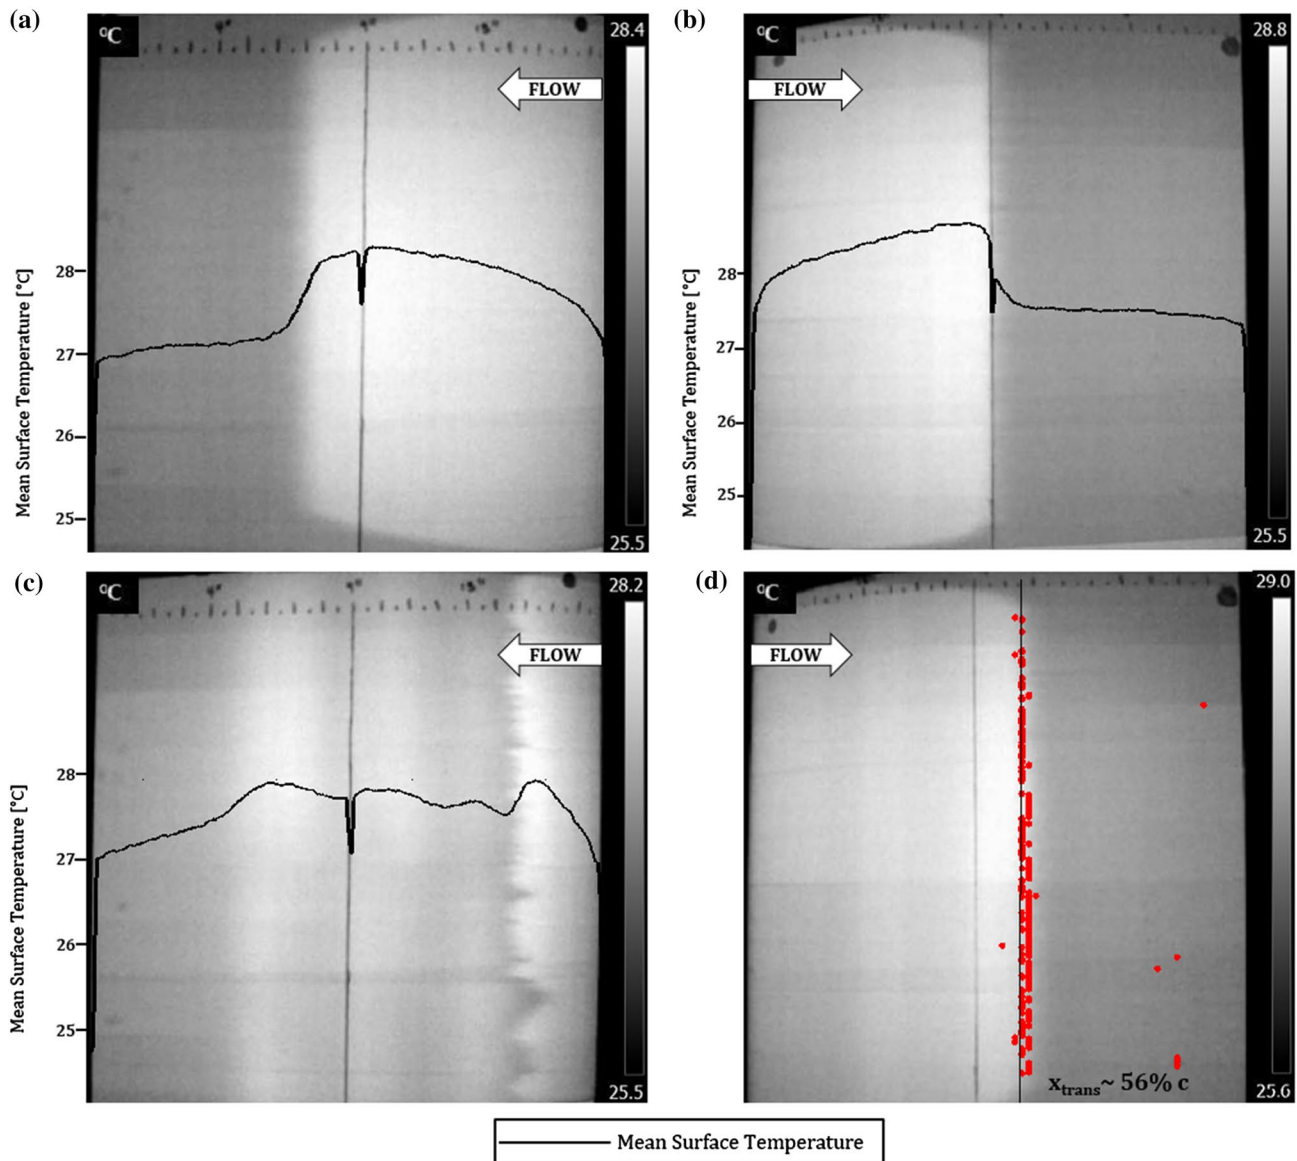 (a)
°C
28.4
FLOW
Mean Surface Temperature [°C]
28
27
26
25
25.5
(b)
°C
28.8
FLOW
Mean Surface Temperature [°C]
28
27
26
25
25.5
(c)
°C
28.2
FLOW
Mean Surface Temperature [°C]
28
27
26
25
25.5
(d)
°C
29.0
FLOW
x_trans ~ 56% c
25.6
Mean Surface Temperature